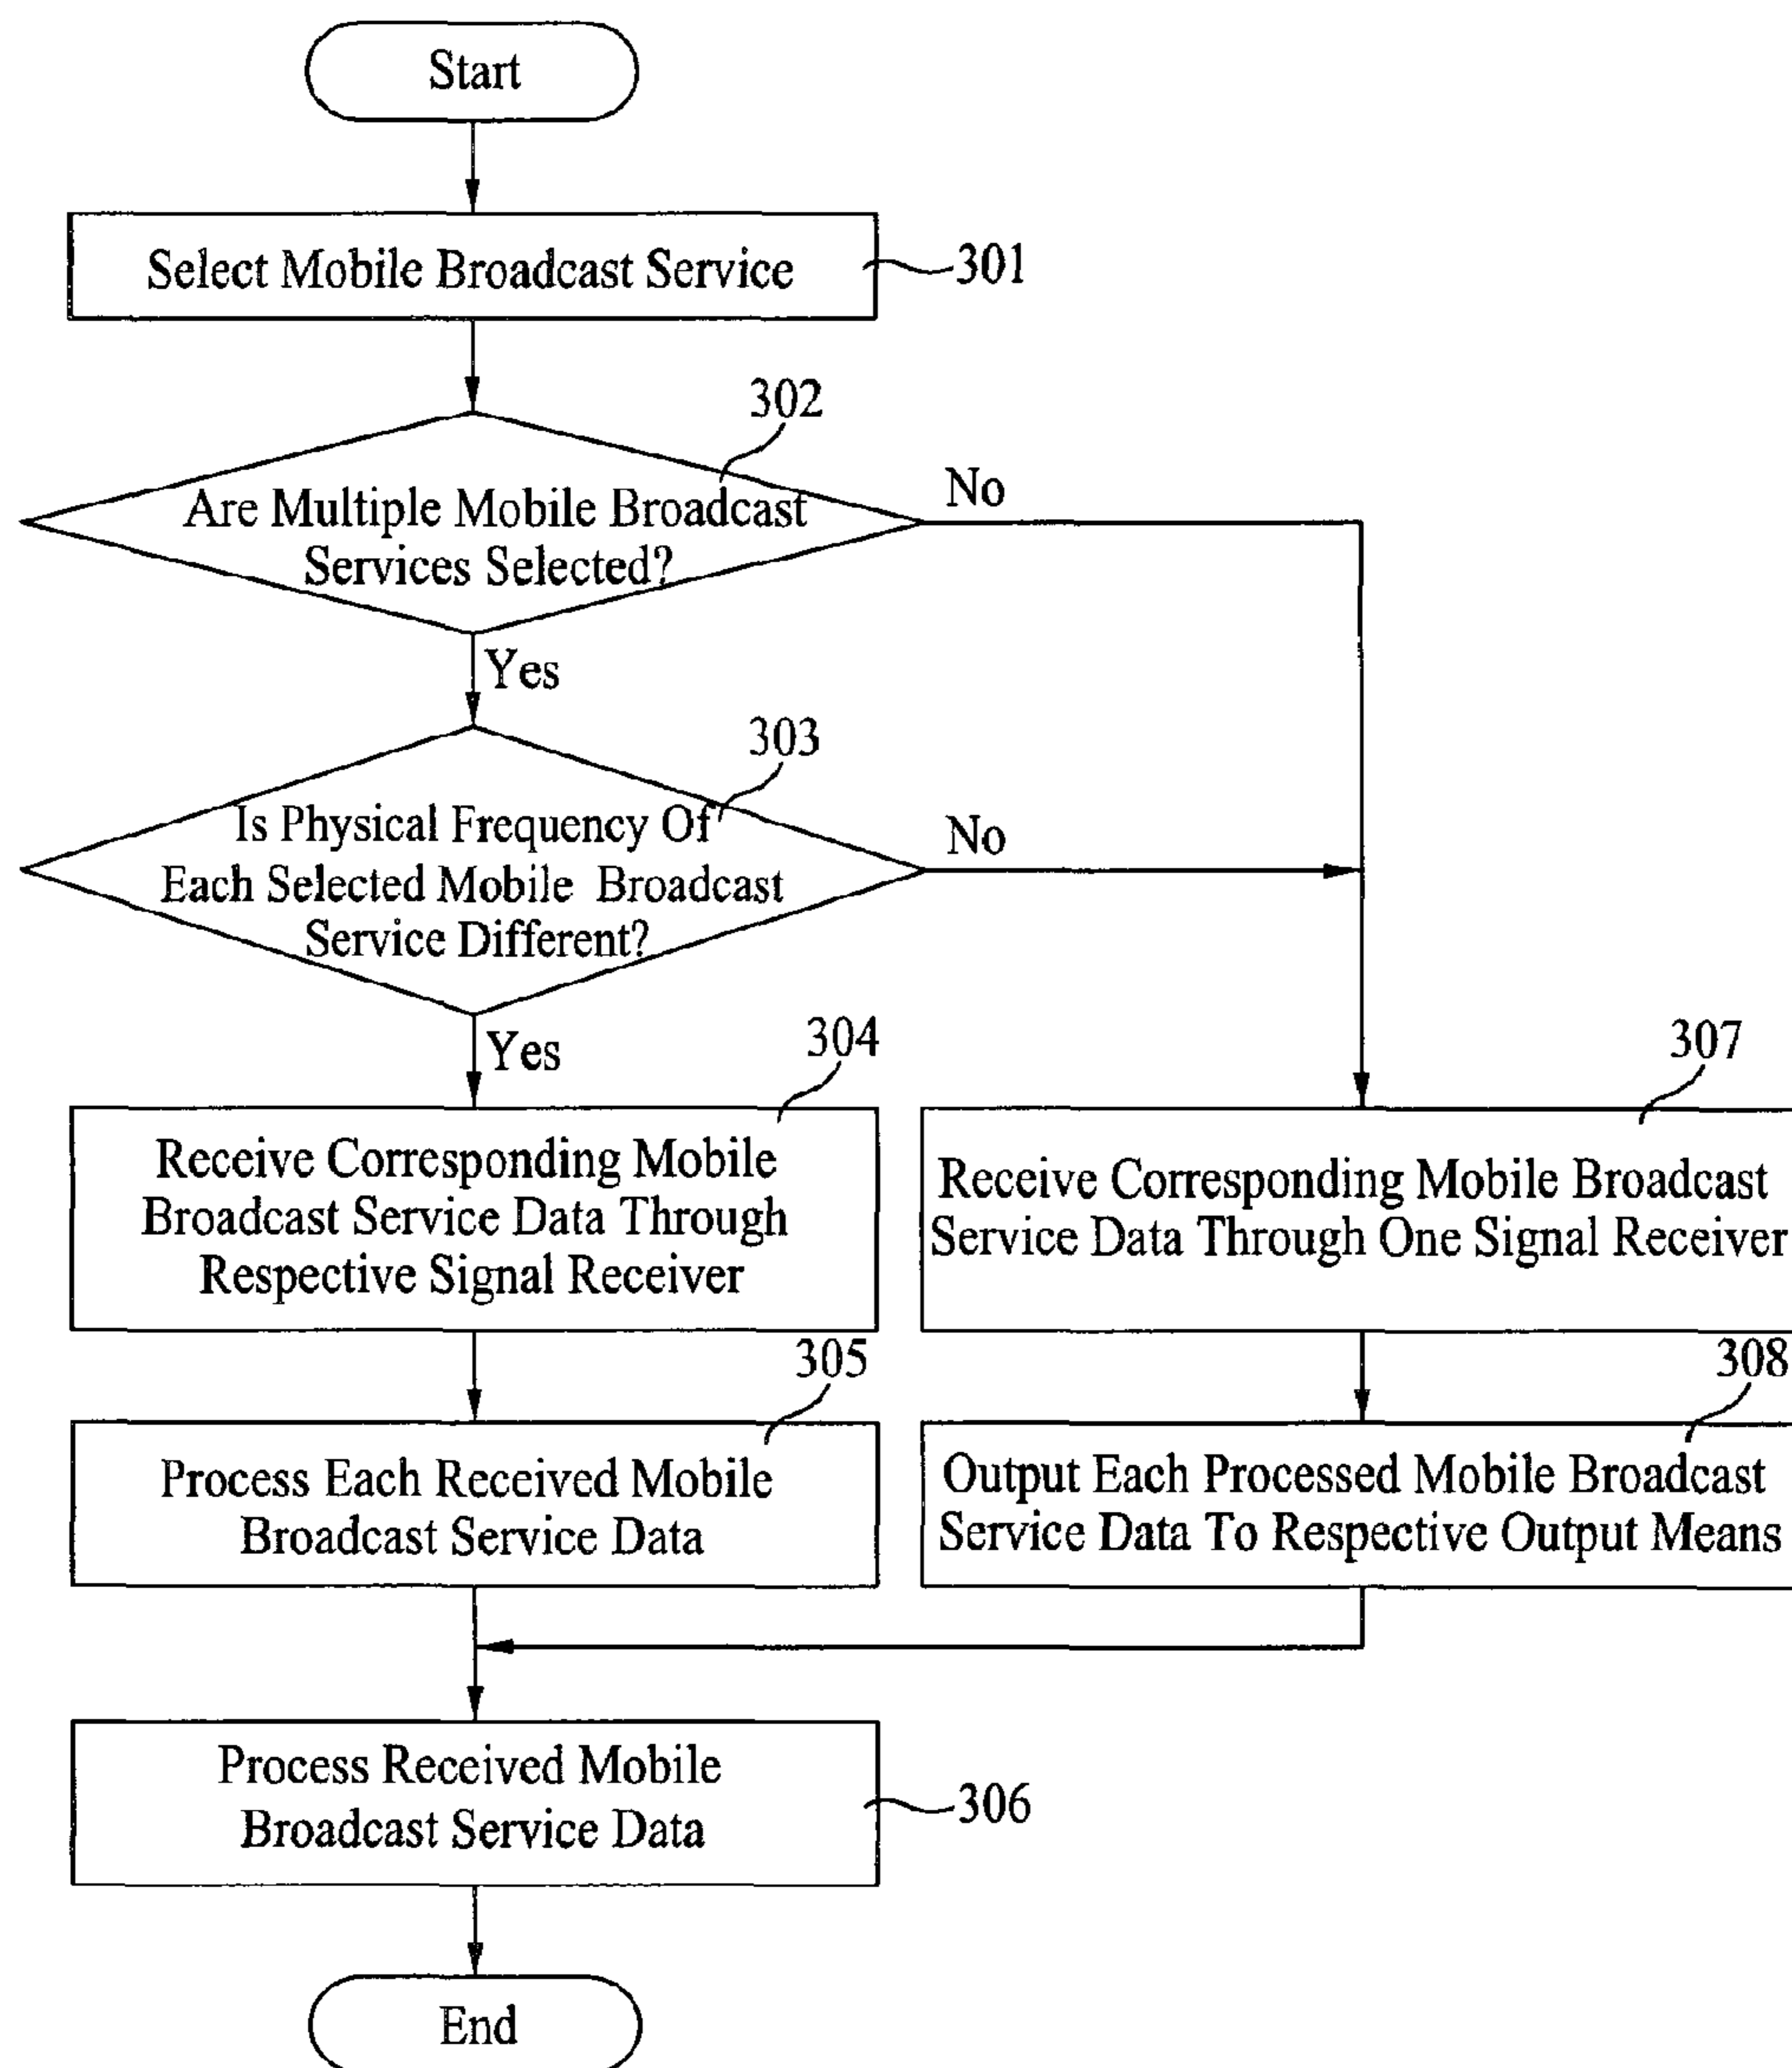 Start
Select Mobile Broadcast Service
301
302
Are Multiple Mobile Broadcast
Services Selected?
No
Yes
303
Is Physical Frequency Of
Each Selected Mobile Broadcast
Service Different?
No
Yes
304
Receive Corresponding Mobile
Broadcast Service Data Through
Respective Signal Receiver
307
Receive Corresponding Mobile Broadcast
Service Data Through One Signal Receiver
305
Process Each Received Mobile
Broadcast Service Data
308
Output Each Processed Mobile Broadcast
Service Data To Respective Output Means
Process Received Mobile
Broadcast Service Data
306
End